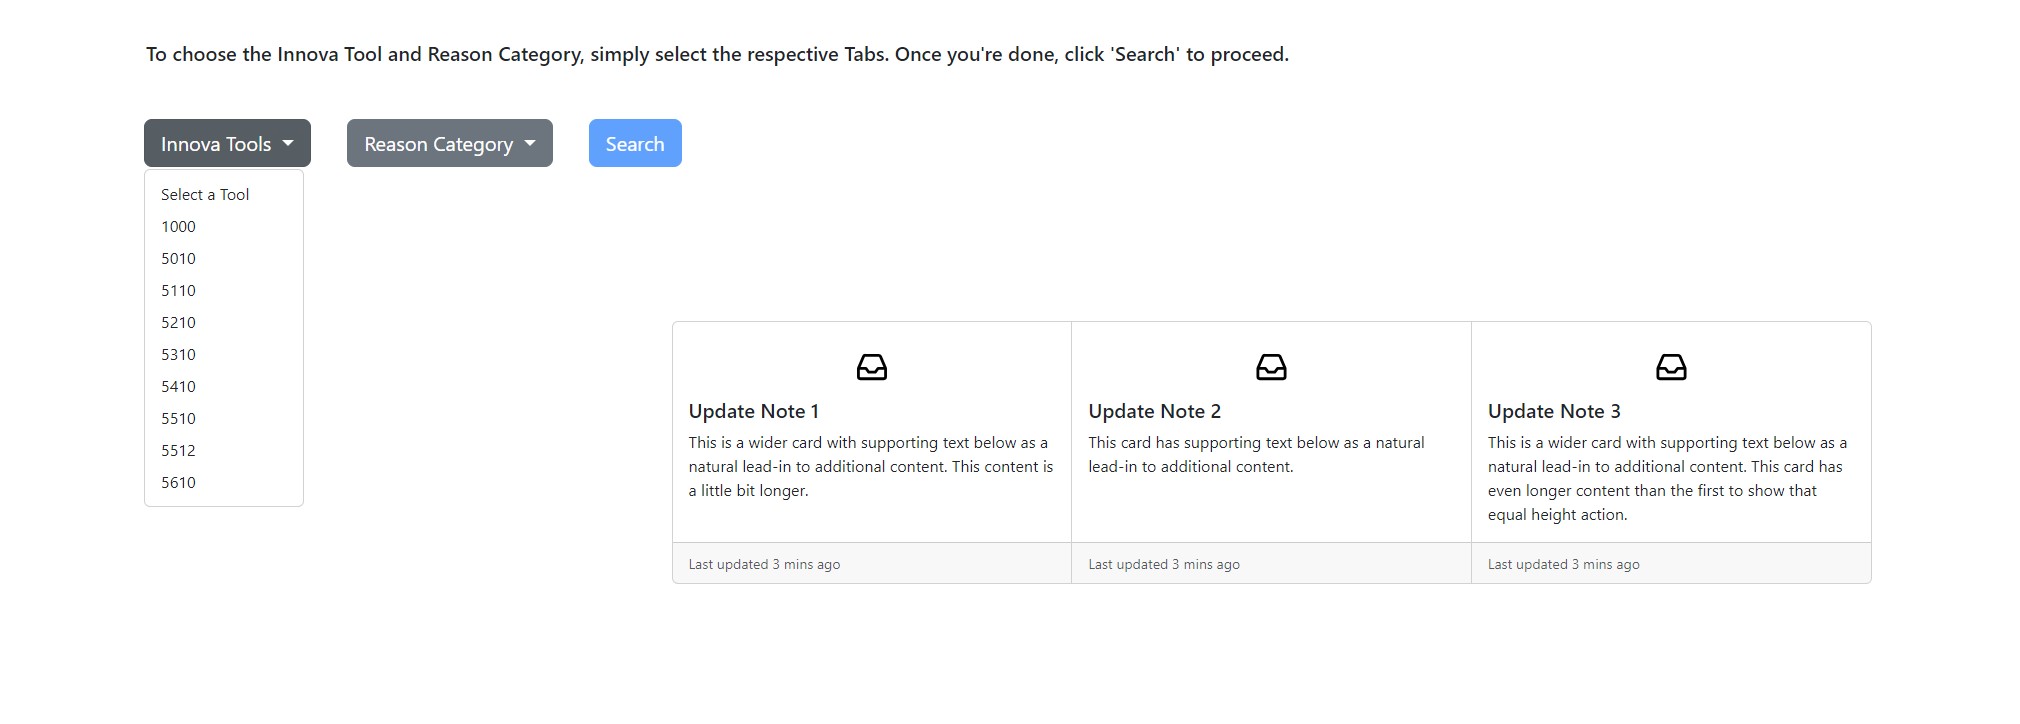 To choose the Innova Tool and Reason Category, simply select the respective Tabs. Once you're done, click 'Search' to proceed.
Innova Tools
Reason Category
Search
Select a Tool
1000
5010
5110
5210
5310
5410
5510
5512
5610
Update Note 1
This is a wider card with supporting text below as a
natural lead-in to additional content. This content is
a little bit longer.
Last updated 3 mins ago
Update Note 2
This card has supporting text below as a natural
lead-in to additional content.
Last updated 3 mins ago
Update Note 3
This is a wider card with supporting text below as a
natural lead-in to additional content. This card has
even longer content than the first to show that
equal height action.
Last updated 3 mins ago